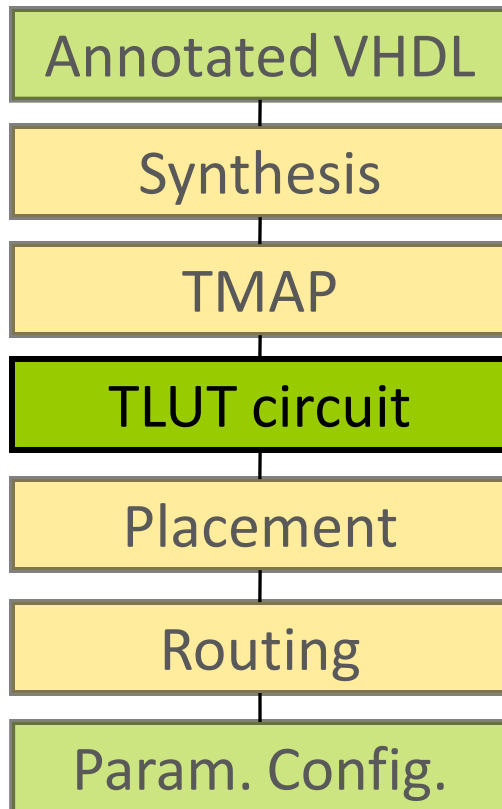 Annotated VHDL
Synthesis
TMAP
TLUT circuit
Placement
Routing
Param. Config.